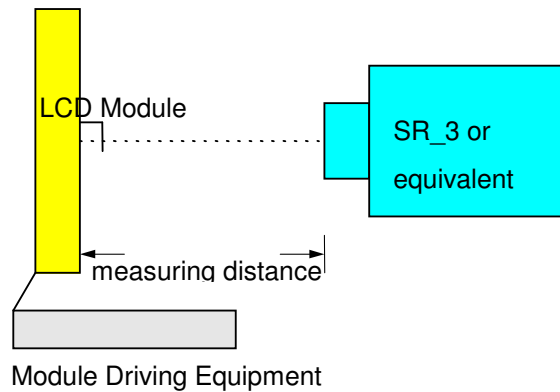 LCD Module
SR_3 or
equivalent
measuring distance
Module Driving Equipment